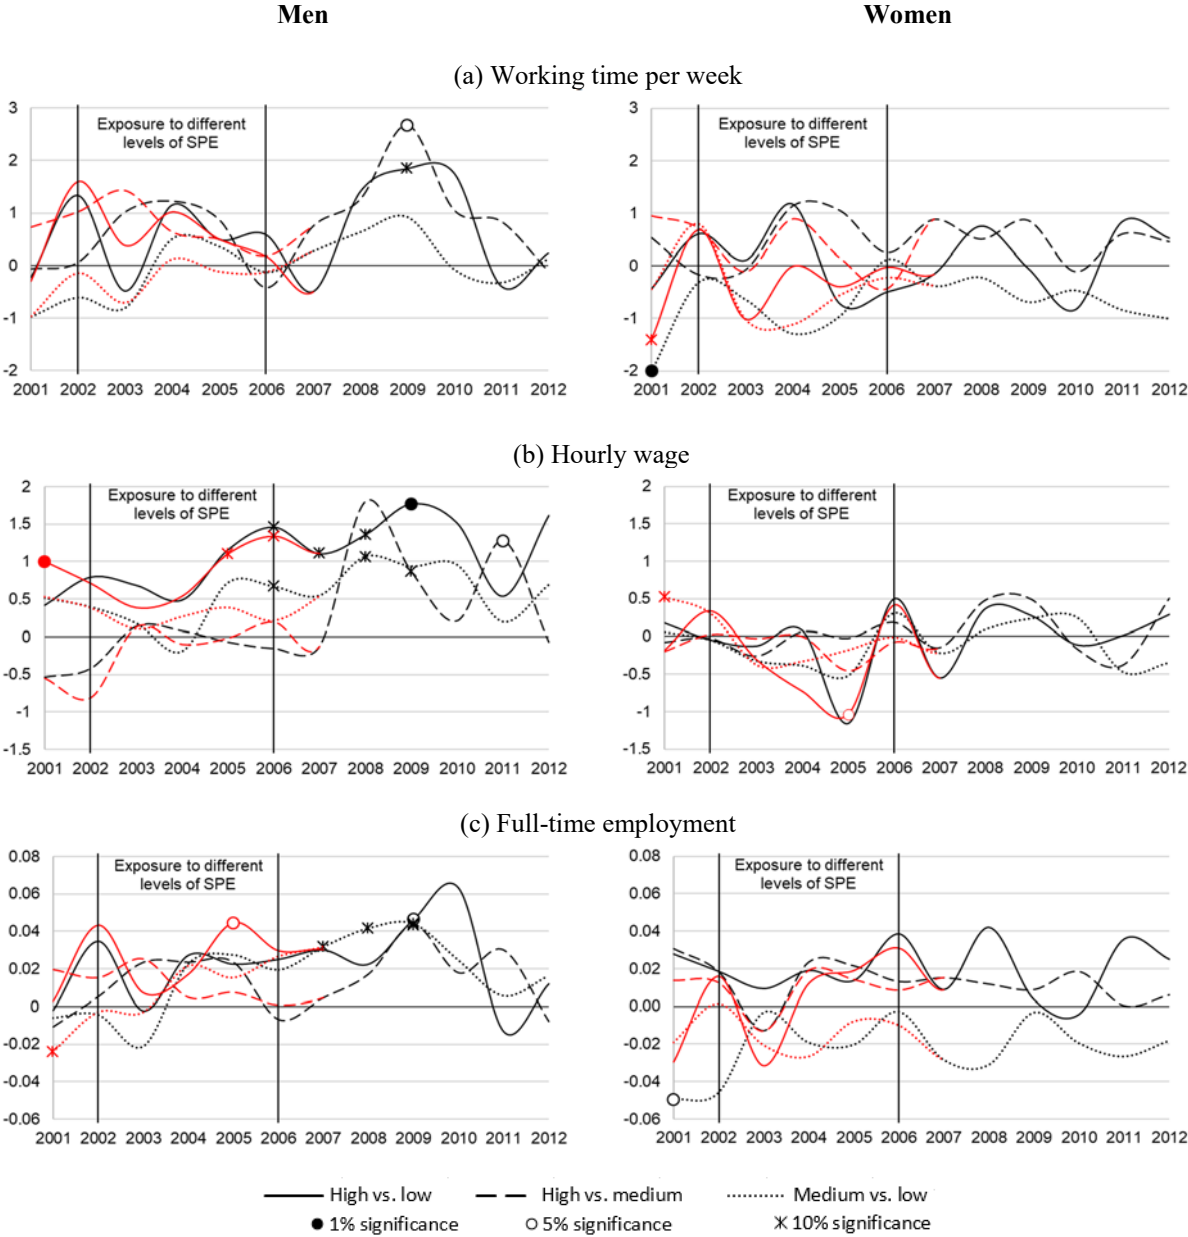 Men Women
(a) Working time per week
3
2
1
0
-1
-2
Exposure to different
levels of SPE
2001 2002 2003 2004 2005 2006 2007 2008 2009 2010 2011 2012
3
2
1
0
-1
-2
Exposure to different
levels of SPE
2001 2002 2003 2004 2005 2006 2007 2008 2009 2010 2011 2012
(b) Hourly wage
2
1.5
1
0.5
0
-0.5
-1
-1.5
Exposure to different
levels of SPE
2001 2002 2003 2004 2005 2006 2007 2008 2009 2010 2011 2012
2
1.5
1
0.5
0
-0.5
-1
-1.5
Exposure to different
levels of SPE
2001 2002 2003 2004 2005 2006 2007 2008 2009 2010 2011 2012
(c) Full-time employment
0.08
0.06
0.04
0.02
0
-0.02
-0.04
-0.06
Exposure to different
levels of SPE
2001 2002 2003 2004 2005 2006 2007 2008 2009 2010 2011 2012
0.08
0.06
0.04
0.02
0.00
-0.02
-0.04
-0.06
Exposure to different
levels of SPE
2001 2002 2003 2004 2005 2006 2007 2008 2009 2010 2011 2012
High vs. low High vs. medium Medium vs. low
1% significance 5% significance 10% significance